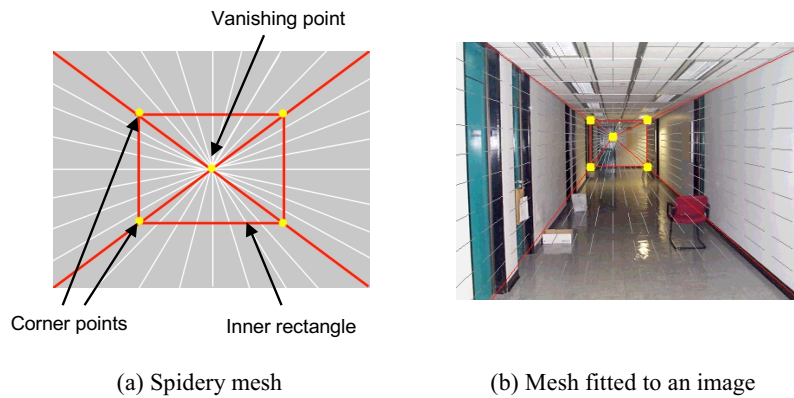 Vanishing point
Corner points
Inner rectangle
(a) Spidery mesh
(b) Mesh fitted to an image